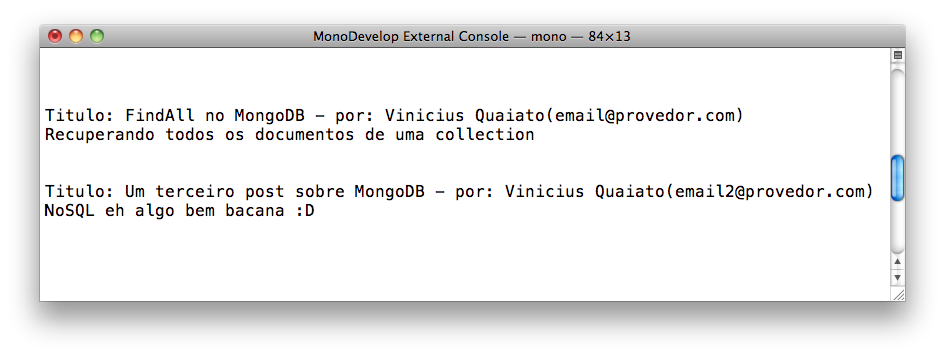 MonoDevelop External Console — mono — 84×13
Titulo: FindAll no MongoDB - por: Vinicius Quaiato(email@provedor.com)
Recuperando todos os documentos de uma collection
Titulo: Um terceiro post sobre MongoDB - por: Vinicius Quaiato(email2@provedor.com)
NoSQL eh algo bem bacana :D